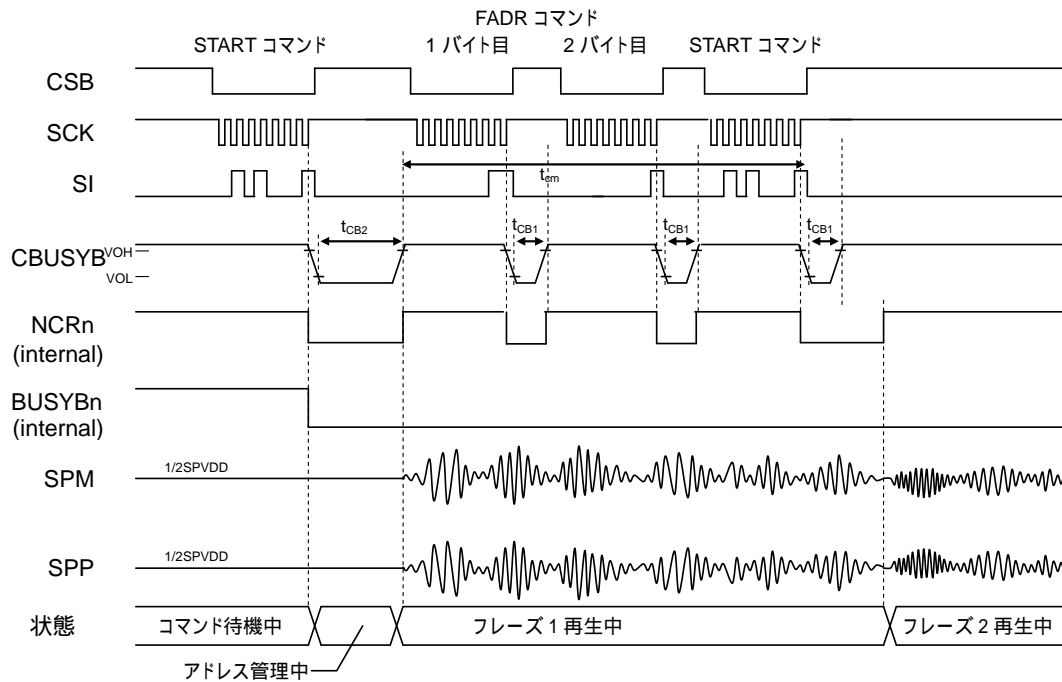 FADR コマンド
START コマンド
1 バイト目
2 バイト目
START コマンド
CSB
SCK
SI
tcm
tCB2
tCB1
tCB1
tCB1
CBUSYB
VOH
VOL
NCRn
(internal)
BUSYBn
(internal)
SPM
1/2SPVDD
SPP
1/2SPVDD
状態
コマンド待機中
フレーズ 1 再生中
フレーズ 2 再生中
アドレス管理中